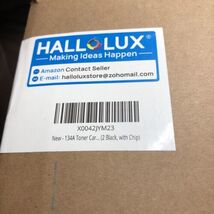 HALLOLUX®
Making Ideas Happen
Amazon Contact Seller
E-mail: halloluxstore@zohomail.com
X0042JYM23
New - 134A Toner Car... (2 Black, with Chip)